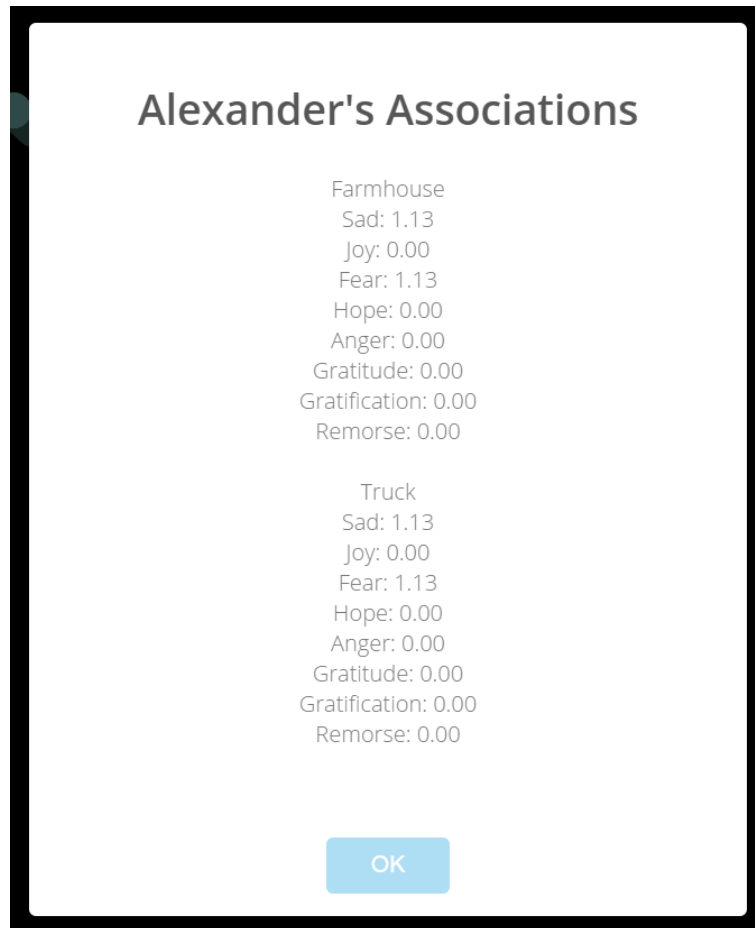 Alexander's Associations
Farmhouse
Sad: 1.13
Joy: 0.00
Fear: 1.13
Hope: 0.00
Anger: 0.00
Gratitude: 0.00
Gratification: 0.00
Remorse: 0.00
Truck
Sad: 1.13
Joy: 0.00
Fear: 1.13
Hope: 0.00
Anger: 0.00
Gratitude: 0.00
Gratification: 0.00
Remorse: 0.00
OK